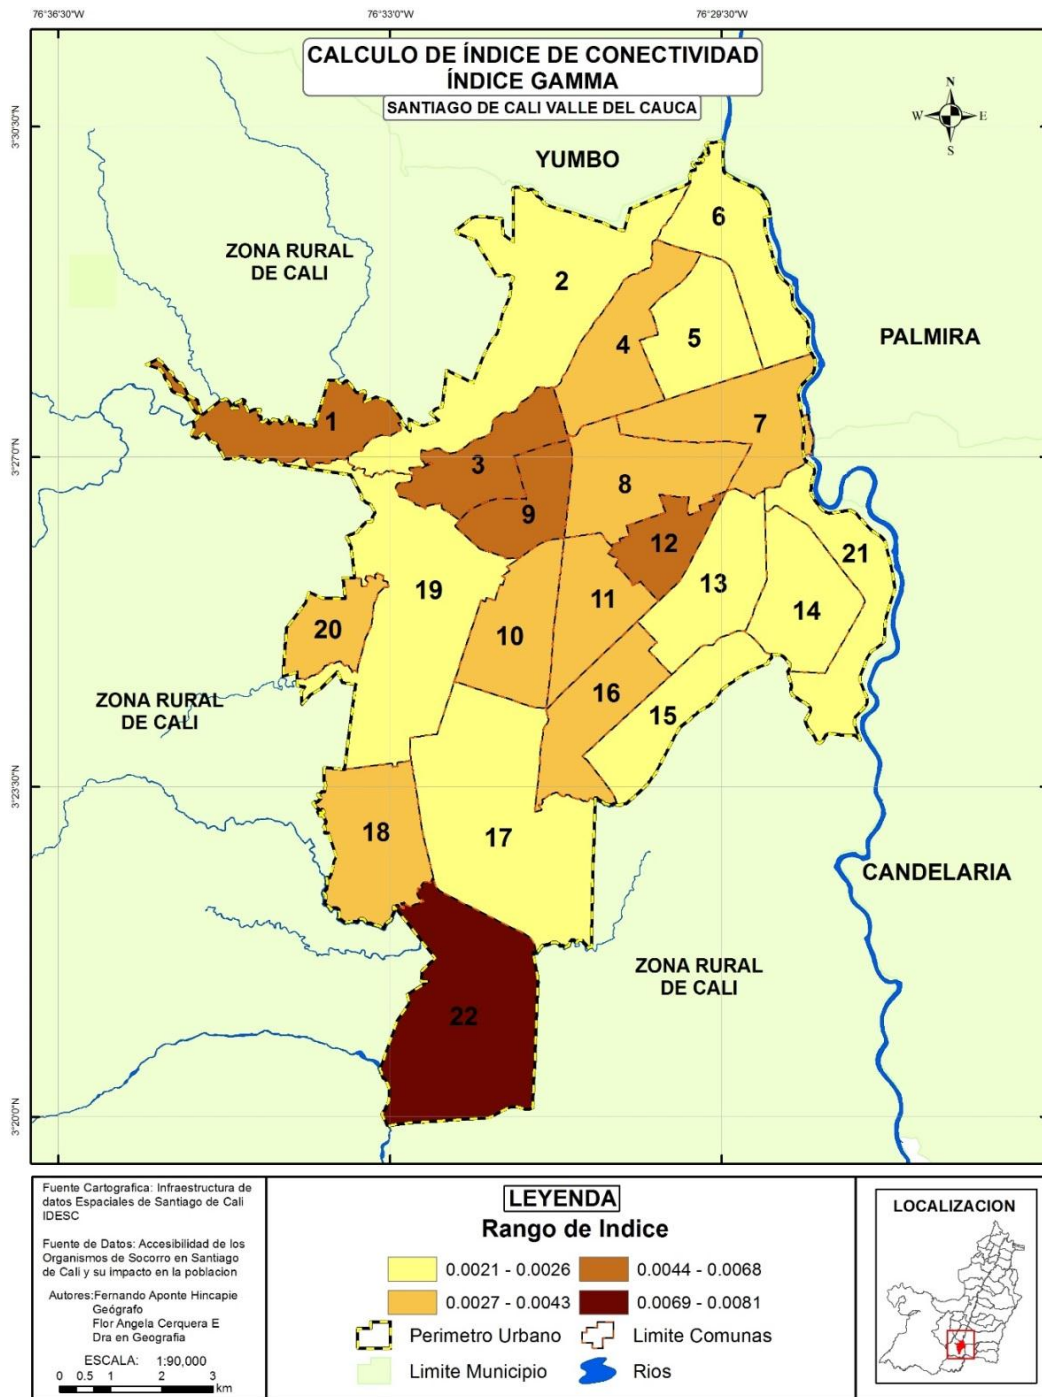 76°36'30"W
76°33'0"W
76°29'30"W
CALCULO DE ÍNDICE DE CONECTIVIDAD
ÍNDICE GAMMA
SANTIAGO DE CALI VALLE DEL CAUCA
N
W
E
S
3°30'30"N
YUMBO
6
ZONA RURAL
DE CALI
2
4
5
PALMIRA
1
7
3°27'0"N
3
8
9
12
21
19
11
13
14
20
10
16
ZONA RURAL
DE CALI
15
3°23'30"N
18
17
CANDELARIA
ZONA RURAL
DE CALI
22
3°20'0"N
Fuente Cartografica: Infraestructura de
datos Espaciales de Santiago de Cali
IDESC
Fuente de Datos: Accesibilidad de los
Organismos de Socorro en Santiago
de Cali y su impacto en la poblacion
Autores:Fernando Aponte Hincapie
Geógrafo
Flor Angela Cerquera E
Dra en Geografia
ESCALA: 1:90,000
0 0.5 1 2 3
km
LEYENDA
Rango de Indice
0.0021 - 0.0026
0.0044 - 0.0068
0.0027 - 0.0043
0.0069 - 0.0081
Perimetro Urbano
Limite Comunas
Limite Municipio
Rios
LOCALIZACION